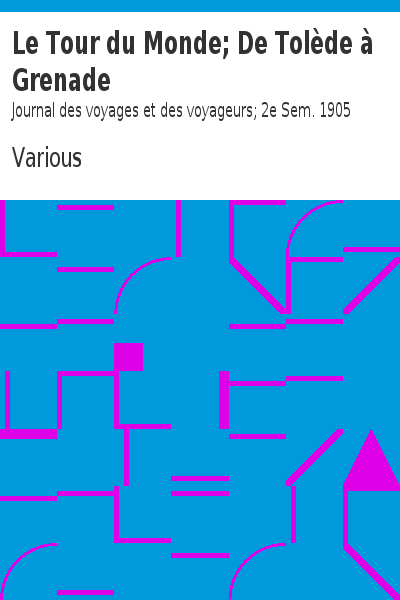 Le Tour du Monde; De Tolède à
Grenade
Journal des voyages et des voyageurs; 2e Sem. 1905
Various